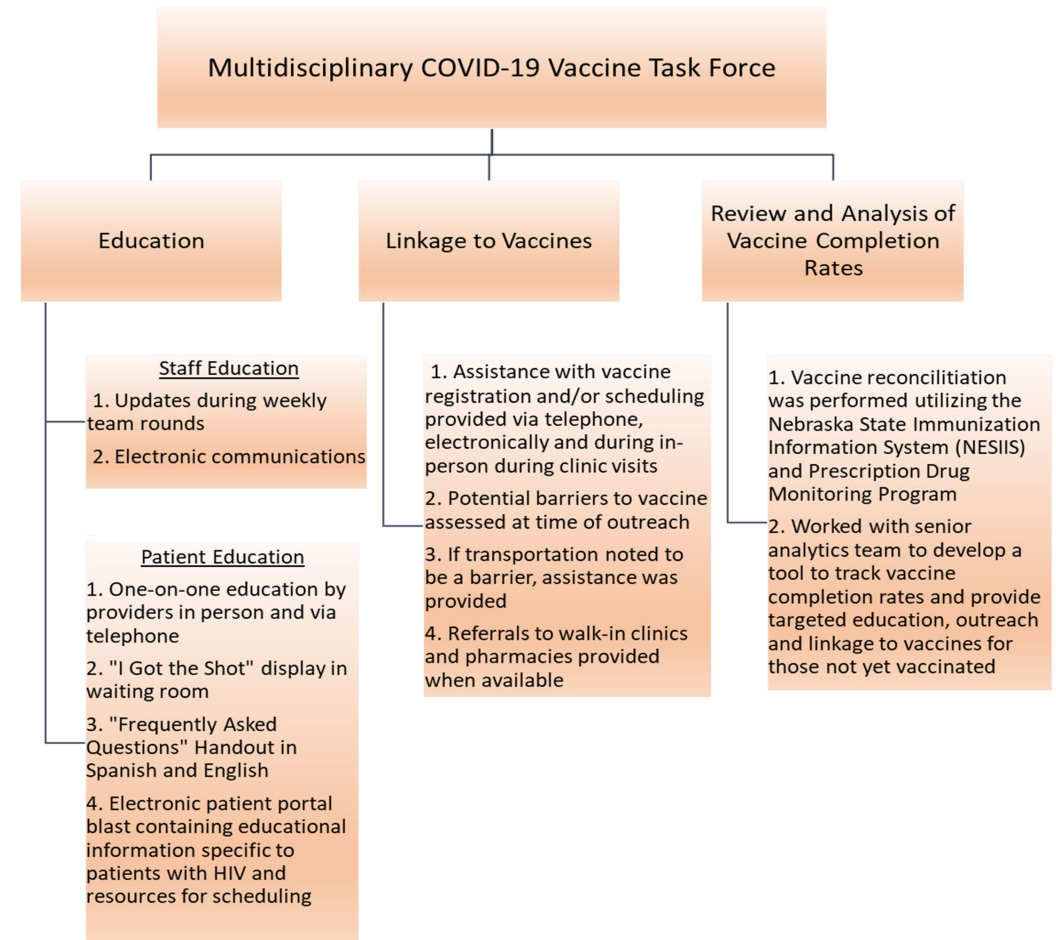 Multidisciplinary COVID-19 Vaccine Task Force
Education
Linkage to Vaccines
Review and Analysis of
Vaccine Completion
Rates
Staff Education
1. Updates during weekly
team rounds
2. Electronic communications
Patient Education
1. One-on-one education by
providers in person and via
telephone
2. "I Got the Shot" display in
waiting room
3. "Frequently Asked
Questions" Handout in
Spanish and English
4. Electronic patient portal
blast containing educational
information specific to
patients with HIV and
resources for scheduling
1. Assistance with vaccine
registration and/or scheduling
provided via telephone,
electronically and during in-
person during clinic visits
2. Potential barriers to vaccine
assessed at time of outreach
3. If transportation noted to
be a barrier, assistance was
provided
4. Referrals to walk-in clinics
and pharmacies provided
when available
1. Vaccine reconcilitiation
was performed utilizing the
Nebraska State Immunization
Information System (NESIIS)
and Prescription Drug
Monitoring Program
2. Worked with senior
analytics team to develop a
tool to track vaccine
completion rates and provide
targeted education, outreach
and linkage to vaccines for
those not yet vaccinated